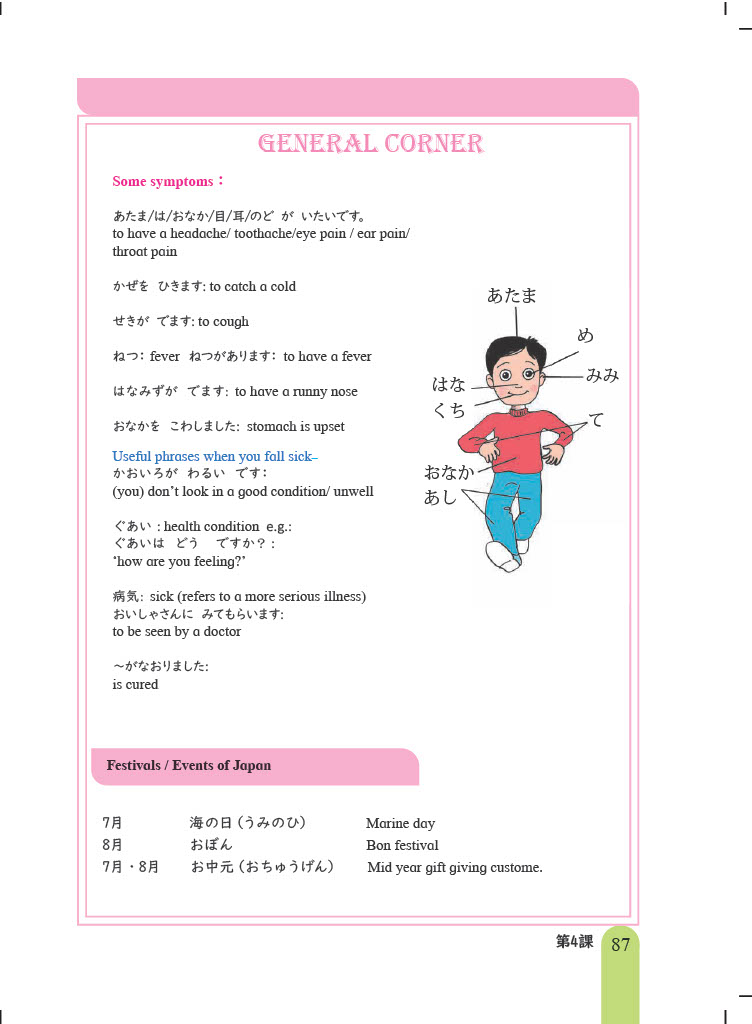 GENERAL CORNER
Some symptoms：
あたま/は/おなか/目/耳/のど が いたいです。
to have a headache/ toothache/eye pain / ear pain/
throat pain
かぜを ひきます: to catch a cold
せきが でます: to cough
ねつ： fever ねつがあります： to have a fever
はなみずが でます: to have a runny nose
おなかを こわしました: stomach is upset
Useful phrases when you fall sick–
かおいろが わるい です：
(you) don't look in a good condition/ unwell
ぐあい : health condition e.g.:
ぐあいは どう ですか？ :
'how are you feeling?'
病気: sick (refers to a more serious illness)
おいしゃさんに みてもらいます:
to be seen by a doctor
～がなおりました:
is cured
あたま
め
みみ
はな
くち
て
おなか
あし
Festivals / Events of Japan
7月 海の日（うみのひ） Marine day
8月 おぼん Bon festival
7月・8月 お中元（おちゅうげん） Mid year gift giving custome.
第4課 87